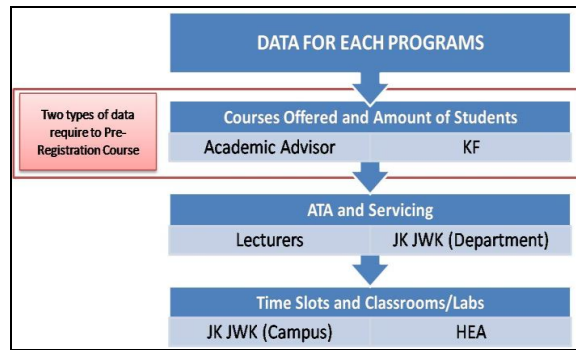 DATA FOR EACH PROGRAMS
Two types of data
require to Pre-
Registration Course
Courses Offered and Amount of Students
Academic Advisor KF
ATA and Servicing
Lecturers JK JWK (Department)
Time Slots and Classrooms/Labs
JK JWK (Campus) HEA